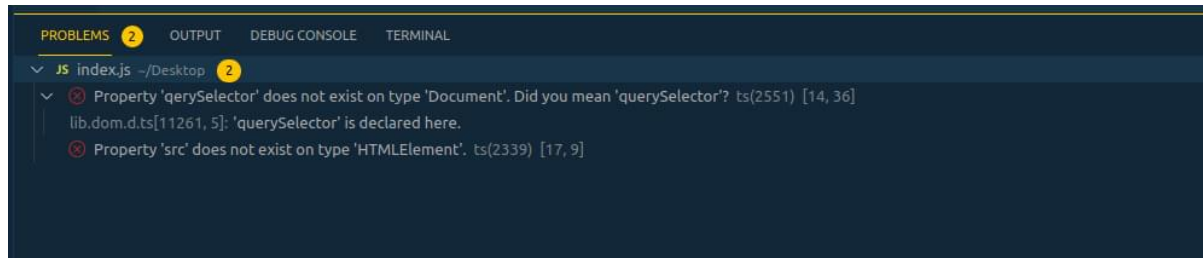 PROBLEMS 2 OUTPUT DEBUG CONSOLE TERMINAL
JS index.js ~/Desktop 2
Property 'qerySelector' does not exist on type 'Document'. Did you mean 'querySelector'? ts(2551) [14, 36]
lib.dom.d.ts[11261, 5]: 'querySelector' is declared here.
Property 'src' does not exist on type 'HTMLElement'. ts(2339) [17, 9]